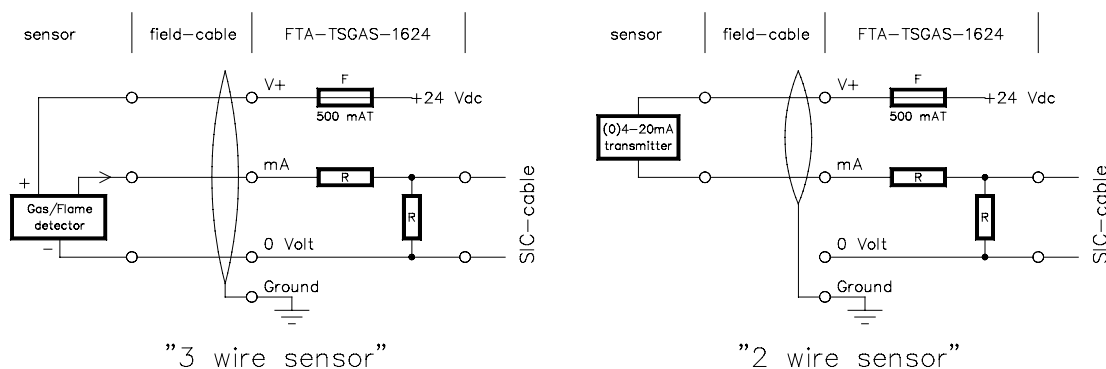 sensor
field-cable
FTA-TSGAS-1624
V+
F
+24 Vdc
500 mAT
mA
R
+
Gas/Flame
detector
R
-
0 Volt
Ground
SIC-cable
"3 wire sensor"
sensor
field-cable
FTA-TSGAS-1624
V+
F
+24 Vdc
500 mAT
(0)4-20mA
transmitter
mA
R
R
0 Volt
Ground
SIC-cable
"2 wire sensor"